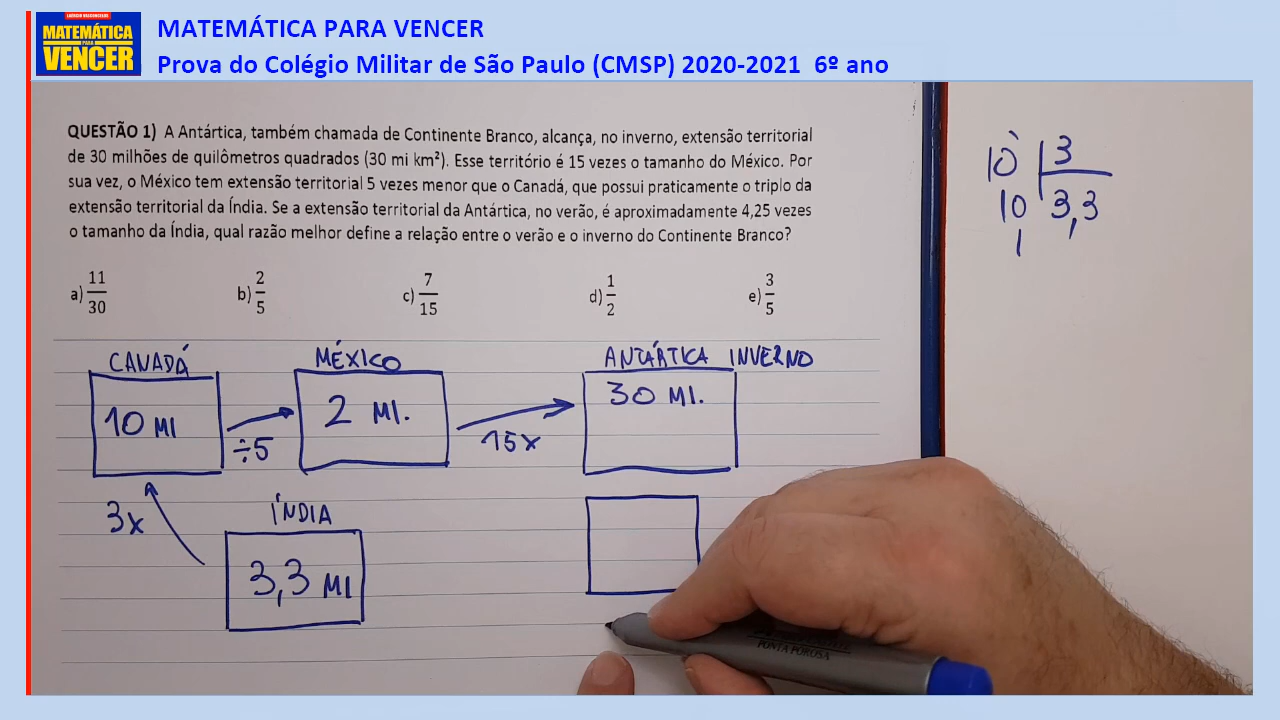 LAÉRCIO VASCONCELOS
MATEMÁTICA
PARA
VENCER
MATEMÁTICA PARA VENCER
Prova do Colégio Militar de São Paulo (CMSP) 2020-2021 6º ano
QUESTÃO 1) A Antártica, também chamada de Continente Branco, alcança, no inverno, extensão territorial
de 30 milhões de quilômetros quadrados (30 mi km²). Esse território é 15 vezes o tamanho do México. Por
sua vez, o México tem extensão territorial 5 vezes menor que o Canadá, que possui praticamente o triplo da
extensão territorial da Índia. Se a extensão territorial da Antártica, no verão, é aproximadamente 4,25 vezes
o tamanho da Índia, qual razão melhor define a relação entre o verão e o inverno do Continente Branco?
a) 11/30 b) 2/5 c) 7/15 d) 1/2 e) 3/5
10 3
10 3,3
1
CANADÁ MÉXICO ANTÁRTICA INVERNO
10 MI ÷5 2 MI. 15x 30 MI.
3x ÍNDIA
3,3 MI
PONTA POROSA